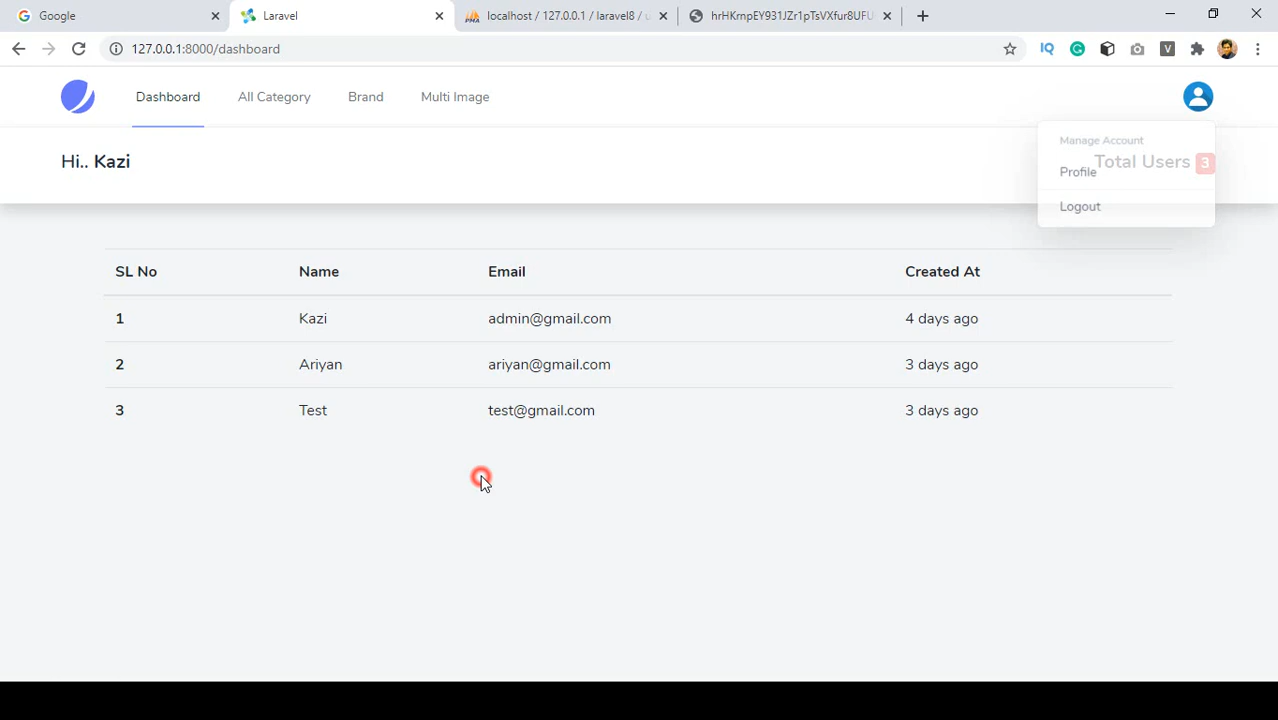 Google
Laravel
localhost / 127.0.0.1 / laravel8 / u
hrHKmpEY931JZr1pTsVXfur8UFU
127.0.0.1:8000/dashboard
Dashboard
All Category
Brand
Multi Image
Hi.. Kazi
Manage Account
Total Users 3
Profile
Logout
SL No Name Email Created At
1 Kazi admin@gmail.com 4 days ago
2 Ariyan ariyan@gmail.com 3 days ago
3 Test test@gmail.com 3 days ago